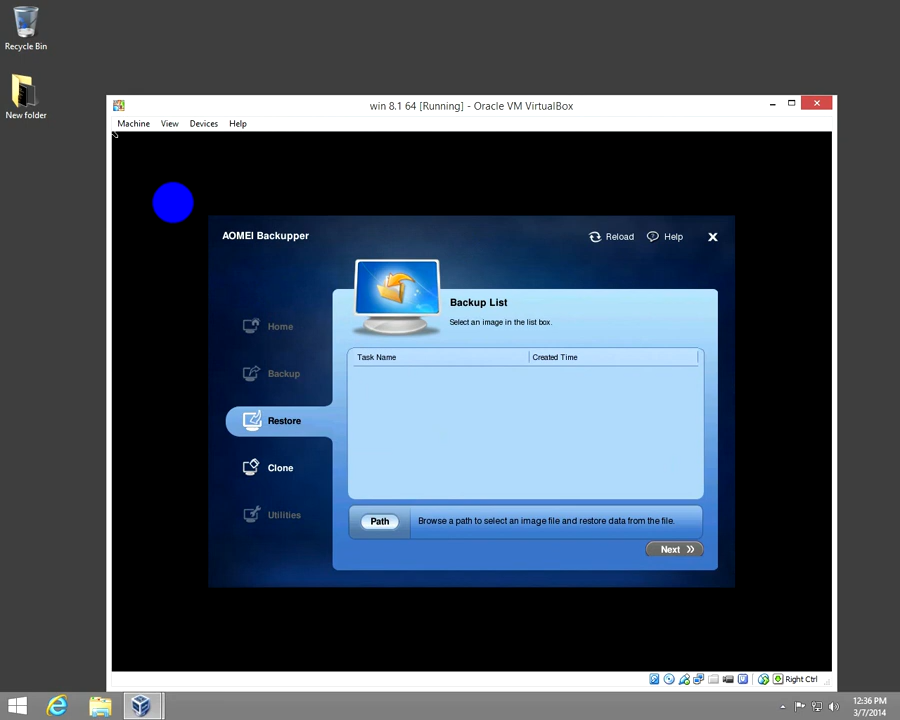 Recycle Bin
New folder
win 8.1 64 [Running] - Oracle VM VirtualBox
Machine View Devices Help
AOMEI Backupper
Reload Help X
Backup List
Select an image in the list box.
Home
Backup
Restore
Clone
Utilities
Task Name Created Time
Path Browse a path to select an image file and restore data from the file.
Next
Right Ctrl
12:36 PM
3/7/2014